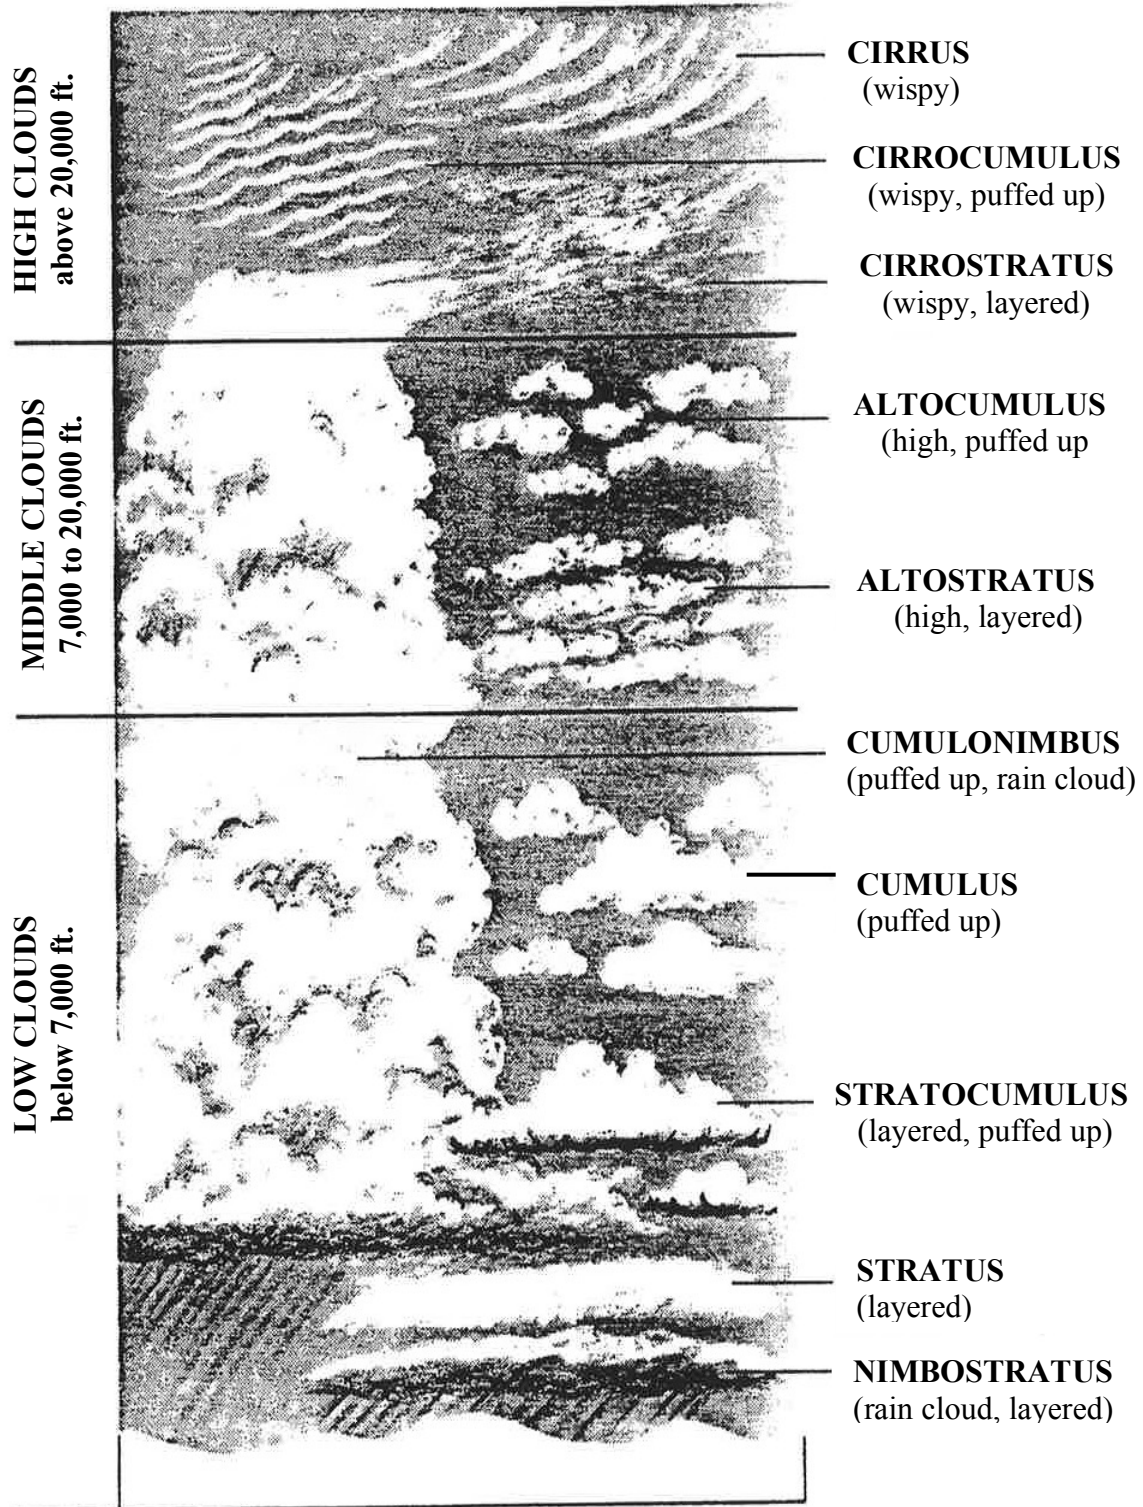 HIGH CLOUDS
above 20,000 ft.
CIRRUS
(wispy)
CIRROCUMULUS
(wispy, puffed up)
CIRROSTRATUS
(wispy, layered)
MIDDLE CLOUDS
7,000 to 20,000 ft.
ALTOCUMULUS
(high, puffed up
ALTOSTRATUS
(high, layered)
LOW CLOUDS
below 7,000 ft.
CUMULONIMBUS
(puffed up, rain cloud)
CUMULUS
(puffed up)
STRATOCUMULUS
(layered, puffed up)
STRATUS
(layered)
NIMBOSTRATUS
(rain cloud, layered)